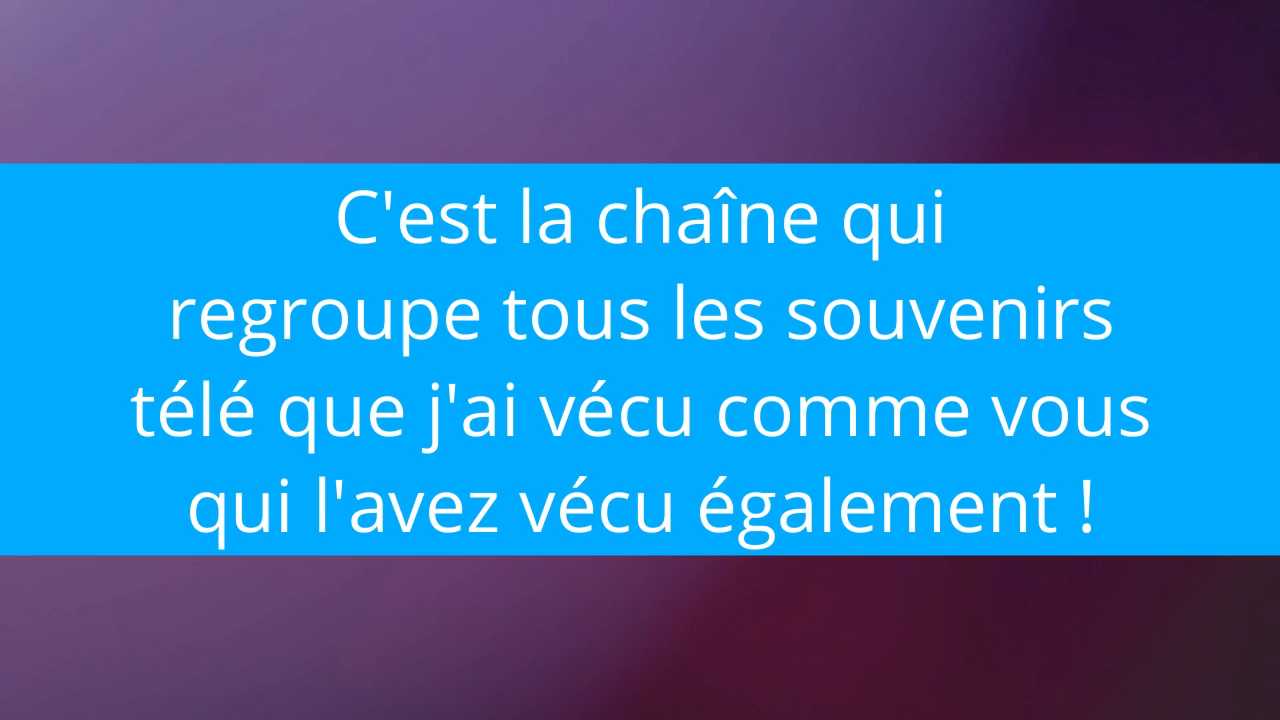 C'est la chaîne qui
regroupe tous les souvenirs
télé que j'ai vécu comme vous
qui l'avez vécu également !